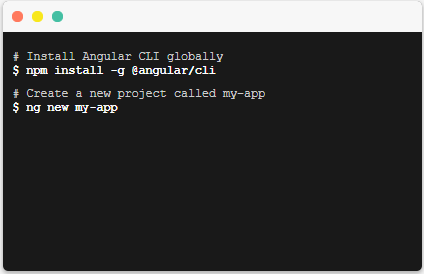 # Install Angular CLI globally
$ npm install -g @angular/cli
# Create a new project called my-app
$ ng new my-app